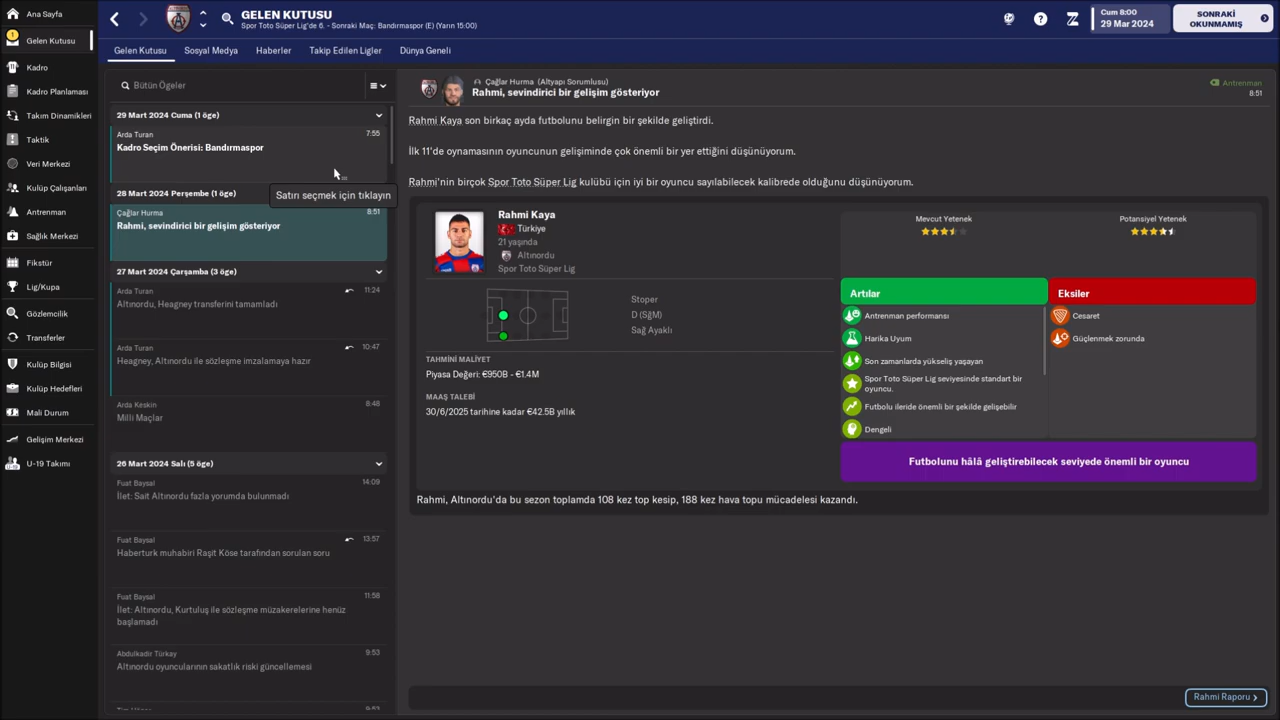 Ana Sayfa
1
Gelen Kutusu
Kadro
Kadro Planlaması
Takım Dinamikleri
Taktik
Veri Merkezi
Kulüp Çalışanları
Antrenman
Sağlık Merkezi
Fikstür
Lig/Kupa
Gözlemcilik
Transferler
Kulüp Bilgisi
Kulüp Hedefleri
Mali Durum
Gelişim Merkezi
U-19 Takımı
GELEN KUTUSU
Spor Toto Süper Lig'de 6. - Sonraki Maç: Bandırmaspor (E) (Yarın 15:00)
Cum 8:00
29 Mar 2024
SONRAKİ
OKUNMAMIŞ
Gelen Kutusu
Sosyal Medya
Haberler
Takip Edilen Ligler
Dünya Geneli
Bütün Ögeler
29 Mart 2024 Cuma (1 öge)
Arda Turan 7:55
Kadro Seçim Önerisi: Bandırmaspor
28 Mart 2024 Perşembe (1 öge)
Satırı seçmek için tıklayın
Çağlar Hurma 8:51
Rahmi, sevindirici bir gelişim gösteriyor
27 Mart 2024 Çarşamba (3 öge)
Arda Turan 11:24
Altınordu, Heagney transferini tamamladı
Arda Turan 10:47
Heagney, Altınordu ile sözleşme imzalamaya hazır
Arda Keskin 8:48
Milli Maçlar
26 Mart 2024 Salı (5 öge)
Fuat Baysal 14:09
İlet: Sait Altınordu fazla yorumda bulunmadı
Fuat Baysal 13:57
Haberturk muhabiri Raşit Köse tarafından sorulan soru
Fuat Baysal 11:58
İlet: Altınordu, Kurtuluş ile sözleşme müzakerelerine henüz
başlamadı
Abdulkadir Türkay 9:53
Altınordu oyuncularının sakatlık riski güncellemesi
Çağlar Hurma (Altyapı Sorumlusu)
Rahmi, sevindirici bir gelişim gösteriyor
Antrenman
8:51
Rahmi Kaya son birkaç ayda futbolunu belirgin bir şekilde geliştirdi.
İlk 11'de oynamasının oyuncunun gelişiminde çok önemli bir yer ettiğini düşünüyorum.
Rahmi'nin birçok Spor Toto Süper Lig kulübü için iyi bir oyuncu sayılabilecek kalibrede olduğunu düşünüyorum.
Rahmi Kaya
Türkiye
21 yaşında
Altınordu
Spor Toto Süper Lig
Stoper
D (SğM)
Sağ Ayaklı
TAHMİNİ MALİYET
Piyasa Değeri: €950B - €1.4M
MAAŞ TALEBİ
30/6/2025 tarihine kadar €42.5B yıllık
Mevcut Yetenek
Potansiyel Yetenek
Artılar
Antrenman performansı
Harika Uyum
Son zamanlarda yükseliş yaşayan
Spor Toto Süper Lig seviyesinde standart bir
oyuncu.
Futbolu ileride önemli bir şekilde gelişebilir
Dengeli
Eksiler
Cesaret
Güçlenmek zorunda
Futbolunu hâlâ geliştirebilecek seviyede önemli bir oyuncu
Rahmi, Altınordu'da bu sezon toplamda 108 kez top kesip, 188 kez hava topu mücadelesi kazandı.
Rahmi Raporu